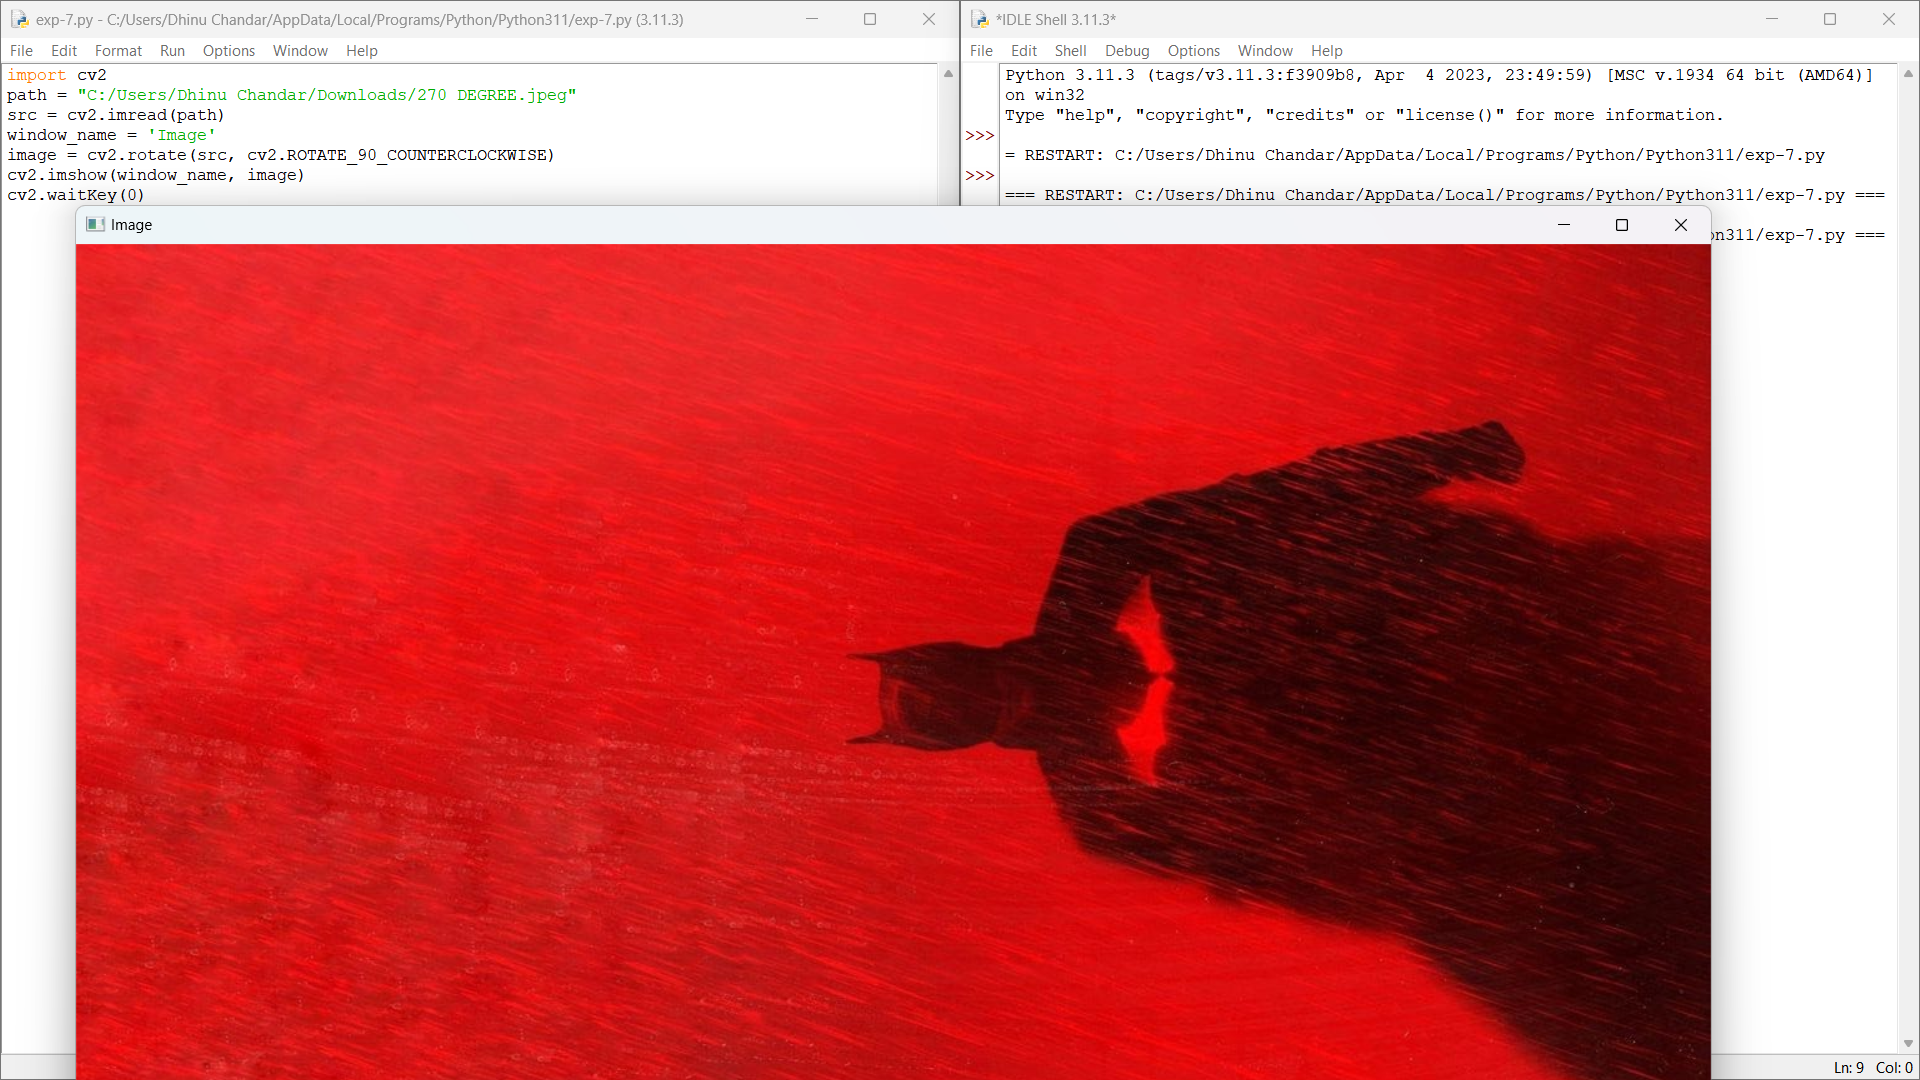 exp-7.py - C:/Users/Dhinu Chandar/AppData/Local/Programs/Python/Python311/exp-7.py (3.11.3)
File Edit Format Run Options Window Help
import cv2
path = "C:/Users/Dhinu Chandar/Downloads/270 DEGREE.jpeg"
src = cv2.imread(path)
window_name = 'Image'
image = cv2.rotate(src, cv2.ROTATE_90_COUNTERCLOCKWISE)
cv2.imshow(window_name, image)
cv2.waitKey(0)
*IDLE Shell 3.11.3*
File Edit Shell Debug Options Window Help
Python 3.11.3 (tags/v3.11.3:f3909b8, Apr  4 2023, 23:49:59) [MSC v.1934 64 bit (AMD64)]
on win32
Type "help", "copyright", "credits" or "license()" for more information.
>>>
= RESTART: C:/Users/Dhinu Chandar/AppData/Local/Programs/Python/Python311/exp-7.py
>>>
=== RESTART: C:/Users/Dhinu Chandar/AppData/Local/Programs/Python/Python311/exp-7.py ===
n311/exp-7.py ===
Image
Ln: 9 Col: 0